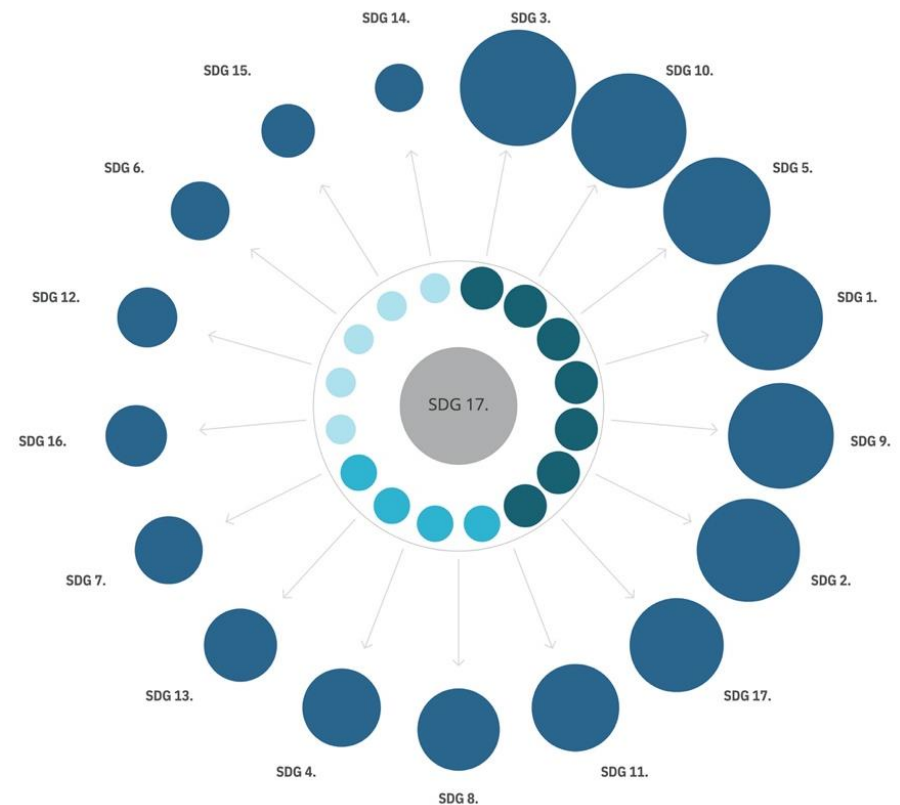 SDG 14.
SDG 3.
SDG 15.
SDG 10.
SDG 6.
SDG 5.
SDG 12.
SDG 1.
SDG 17.
SDG 16.
SDG 9.
SDG 7.
SDG 2.
SDG 13.
SDG 17.
SDG 4.
SDG 11.
SDG 8.